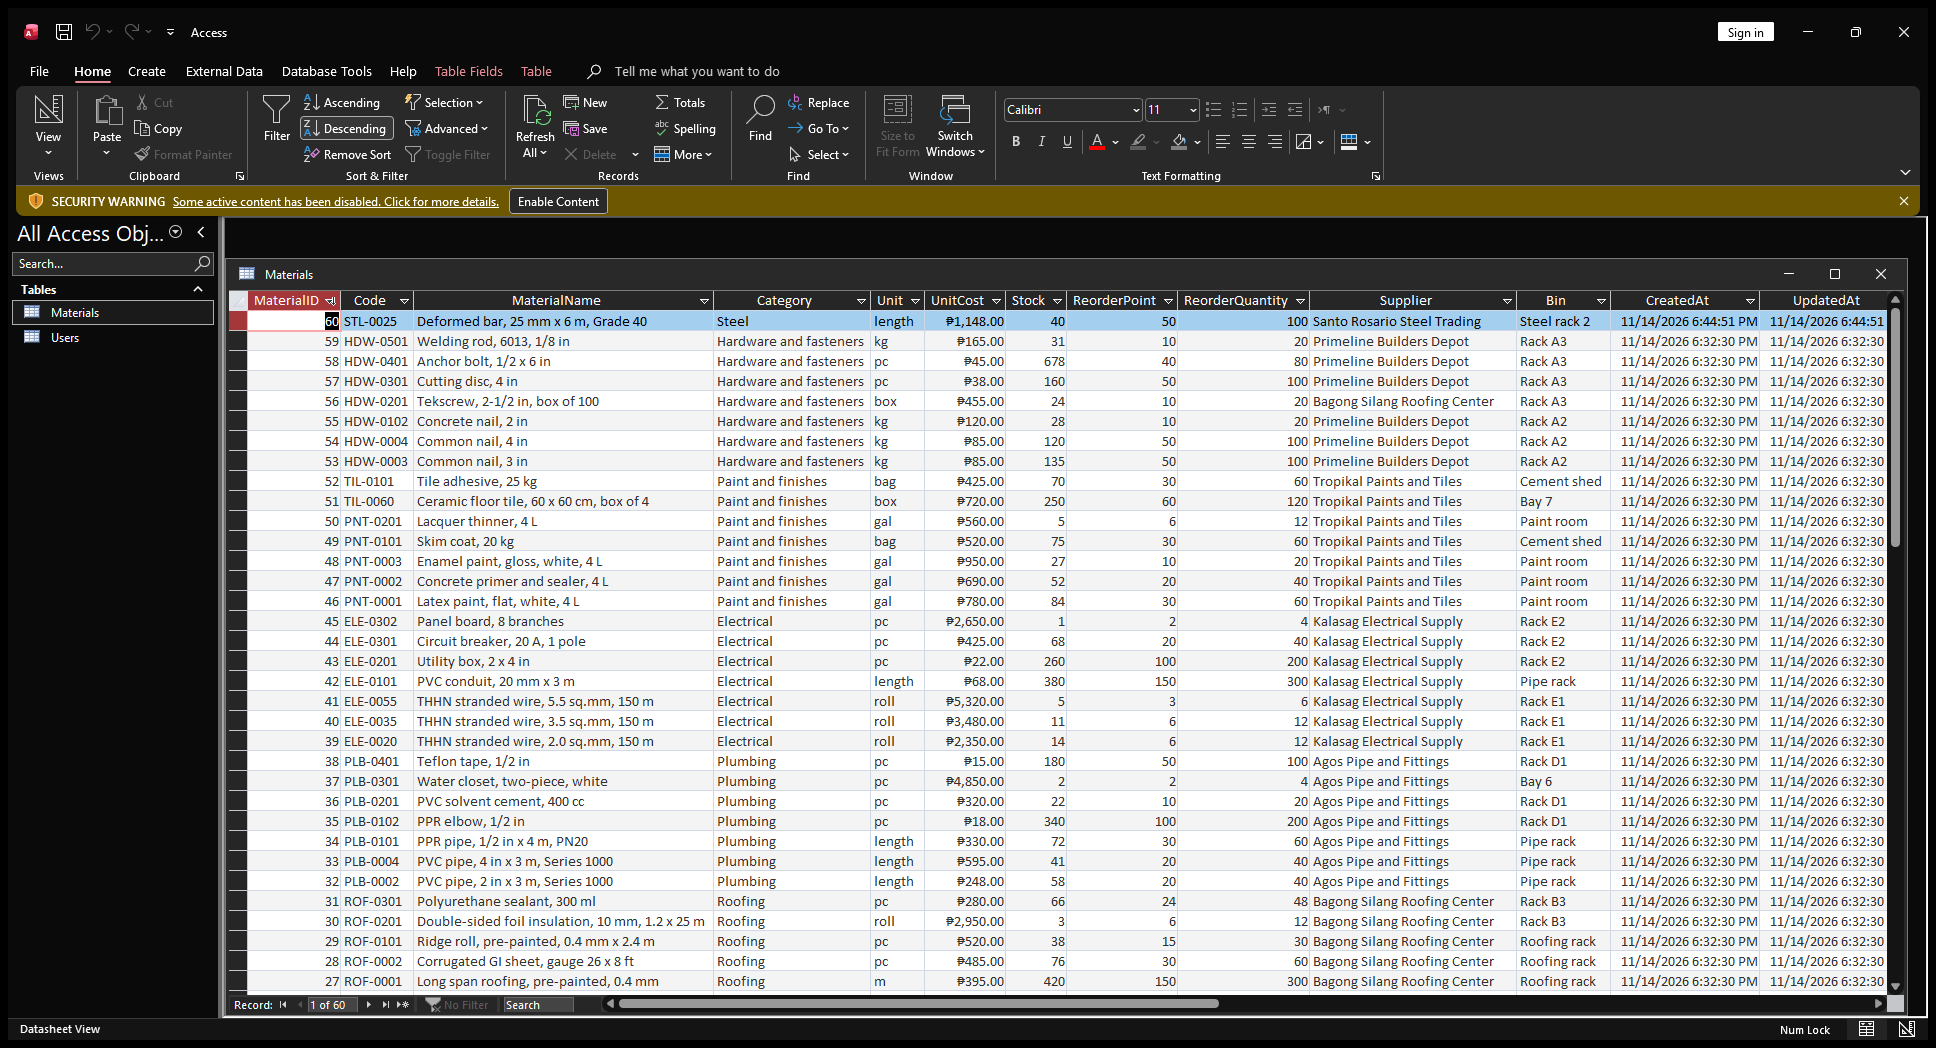 Access
Sign in
File Home Create External Data Database Tools Help Table Fields Table Tell me what you want to do
View
Views
Paste
Cut
Copy
Format Painter
Clipboard
Filter
Ascending
Descending
Remove Sort
Selection
Advanced
Toggle Filter
Sort & Filter
Refresh All
New
Save
Delete
Totals
Spelling
More
Records
Find
Replace
Go To
Select
Find
Size to Fit Form
Switch Windows
Window
Calibri 11
B I U A
Text Formatting
SECURITY WARNING Some active content has been disabled. Click for more details. Enable Content
All Access Obj...
Search...
Tables
Materials
Users
Materials
MaterialID Code MaterialName Category Unit UnitCost Stock ReorderPoint ReorderQuantity Supplier Bin CreatedAt UpdatedAt
60 STL-0025 Deformed bar, 25 mm x 6 m, Grade 40 Steel length ₱1,148.00 40 50 100 Santo Rosario Steel Trading Steel rack 2 11/14/2026 6:44:51 PM 11/14/2026 6:44:51
59 HDW-0501 Welding rod, 6013, 1/8 in Hardware and fasteners kg ₱165.00 31 10 20 Primeline Builders Depot Rack A3 11/14/2026 6:32:30 PM 11/14/2026 6:32:30
58 HDW-0401 Anchor bolt, 1/2 x 6 in Hardware and fasteners pc ₱45.00 678 40 80 Primeline Builders Depot Rack A3 11/14/2026 6:32:30 PM 11/14/2026 6:32:30
57 HDW-0301 Cutting disc, 4 in Hardware and fasteners pc ₱38.00 160 50 100 Primeline Builders Depot Rack A3 11/14/2026 6:32:30 PM 11/14/2026 6:32:30
56 HDW-0201 Tekscrew, 2-1/2 in, box of 100 Hardware and fasteners box ₱455.00 24 10 20 Bagong Silang Roofing Center Rack A3 11/14/2026 6:32:30 PM 11/14/2026 6:32:30
55 HDW-0102 Concrete nail, 2 in Hardware and fasteners kg ₱120.00 28 10 20 Primeline Builders Depot Rack A2 11/14/2026 6:32:30 PM 11/14/2026 6:32:30
54 HDW-0004 Common nail, 4 in Hardware and fasteners kg ₱85.00 120 50 100 Primeline Builders Depot Rack A2 11/14/2026 6:32:30 PM 11/14/2026 6:32:30
53 HDW-0003 Common nail, 3 in Hardware and fasteners kg ₱85.00 135 50 100 Primeline Builders Depot Rack A2 11/14/2026 6:32:30 PM 11/14/2026 6:32:30
52 TIL-0101 Tile adhesive, 25 kg Paint and finishes bag ₱425.00 70 30 60 Tropikal Paints and Tiles Cement shed 11/14/2026 6:32:30 PM 11/14/2026 6:32:30
51 TIL-0060 Ceramic floor tile, 60 x 60 cm, box of 4 Paint and finishes box ₱720.00 250 60 120 Tropikal Paints and Tiles Bay 7 11/14/2026 6:32:30 PM 11/14/2026 6:32:30
50 PNT-0201 Lacquer thinner, 4 L Paint and finishes gal ₱560.00 5 6 12 Tropikal Paints and Tiles Paint room 11/14/2026 6:32:30 PM 11/14/2026 6:32:30
49 PNT-0101 Skim coat, 20 kg Paint and finishes bag ₱520.00 75 30 60 Tropikal Paints and Tiles Cement shed 11/14/2026 6:32:30 PM 11/14/2026 6:32:30
48 PNT-0003 Enamel paint, gloss, white, 4 L Paint and finishes gal ₱950.00 27 10 20 Tropikal Paints and Tiles Paint room 11/14/2026 6:32:30 PM 11/14/2026 6:32:30
47 PNT-0002 Concrete primer and sealer, 4 L Paint and finishes gal ₱690.00 52 20 40 Tropikal Paints and Tiles Paint room 11/14/2026 6:32:30 PM 11/14/2026 6:32:30
46 PNT-0001 Latex paint, flat, white, 4 L Paint and finishes gal ₱780.00 84 30 60 Tropikal Paints and Tiles Paint room 11/14/2026 6:32:30 PM 11/14/2026 6:32:30
45 ELE-0302 Panel board, 8 branches Electrical pc ₱2,650.00 1 2 4 Kalasag Electrical Supply Rack E2 11/14/2026 6:32:30 PM 11/14/2026 6:32:30
44 ELE-0301 Circuit breaker, 20 A, 1 pole Electrical pc ₱425.00 68 20 40 Kalasag Electrical Supply Rack E2 11/14/2026 6:32:30 PM 11/14/2026 6:32:30
43 ELE-0201 Utility box, 2 x 4 in Electrical pc ₱22.00 260 100 200 Kalasag Electrical Supply Rack E2 11/14/2026 6:32:30 PM 11/14/2026 6:32:30
42 ELE-0101 PVC conduit, 20 mm x 3 m Electrical length ₱68.00 380 150 300 Kalasag Electrical Supply Pipe rack 11/14/2026 6:32:30 PM 11/14/2026 6:32:30
41 ELE-0055 THHN stranded wire, 5.5 sq.mm, 150 m Electrical roll ₱5,320.00 5 3 6 Kalasag Electrical Supply Rack E1 11/14/2026 6:32:30 PM 11/14/2026 6:32:30
40 ELE-0035 THHN stranded wire, 3.5 sq.mm, 150 m Electrical roll ₱3,480.00 11 6 12 Kalasag Electrical Supply Rack E1 11/14/2026 6:32:30 PM 11/14/2026 6:32:30
39 ELE-0020 THHN stranded wire, 2.0 sq.mm, 150 m Electrical roll ₱2,350.00 14 6 12 Kalasag Electrical Supply Rack E1 11/14/2026 6:32:30 PM 11/14/2026 6:32:30
38 PLB-0401 Teflon tape, 1/2 in Plumbing pc ₱15.00 180 50 100 Agos Pipe and Fittings Rack D1 11/14/2026 6:32:30 PM 11/14/2026 6:32:30
37 PLB-0301 Water closet, two-piece, white Plumbing pc ₱4,850.00 2 2 4 Agos Pipe and Fittings Bay 6 11/14/2026 6:32:30 PM 11/14/2026 6:32:30
36 PLB-0201 PVC solvent cement, 400 cc Plumbing pc ₱320.00 22 10 20 Agos Pipe and Fittings Rack D1 11/14/2026 6:32:30 PM 11/14/2026 6:32:30
35 PLB-0102 PPR elbow, 1/2 in Plumbing pc ₱18.00 340 100 200 Agos Pipe and Fittings Rack D1 11/14/2026 6:32:30 PM 11/14/2026 6:32:30
34 PLB-0101 PPR pipe, 1/2 in x 4 m, PN20 Plumbing length ₱330.00 72 30 60 Agos Pipe and Fittings Pipe rack 11/14/2026 6:32:30 PM 11/14/2026 6:32:30
33 PLB-0004 PVC pipe, 4 in x 3 m, Series 1000 Plumbing length ₱595.00 41 20 40 Agos Pipe and Fittings Pipe rack 11/14/2026 6:32:30 PM 11/14/2026 6:32:30
32 PLB-0002 PVC pipe, 2 in x 3 m, Series 1000 Plumbing length ₱248.00 58 20 40 Agos Pipe and Fittings Pipe rack 11/14/2026 6:32:30 PM 11/14/2026 6:32:30
31 ROF-0301 Polyurethane sealant, 300 ml Roofing pc ₱280.00 66 24 48 Bagong Silang Roofing Center Rack B3 11/14/2026 6:32:30 PM 11/14/2026 6:32:30
30 ROF-0201 Double-sided foil insulation, 10 mm, 1.2 x 25 m Roofing roll ₱2,950.00 3 6 12 Bagong Silang Roofing Center Rack B3 11/14/2026 6:32:30 PM 11/14/2026 6:32:30
29 ROF-0101 Ridge roll, pre-painted, 0.4 mm x 2.4 m Roofing pc ₱520.00 38 15 30 Bagong Silang Roofing Center Roofing rack 11/14/2026 6:32:30 PM 11/14/2026 6:32:30
28 ROF-0002 Corrugated GI sheet, gauge 26 x 8 ft Roofing pc ₱485.00 76 30 60 Bagong Silang Roofing Center Roofing rack 11/14/2026 6:32:30 PM 11/14/2026 6:32:30
27 ROF-0001 Long span roofing, pre-painted, 0.4 mm Roofing m ₱395.00 420 150 300 Bagong Silang Roofing Center Roofing rack 11/14/2026 6:32:30 PM 11/14/2026 6:32:30
Record: 1 of 60 No Filter Search
Datasheet View
Num Lock